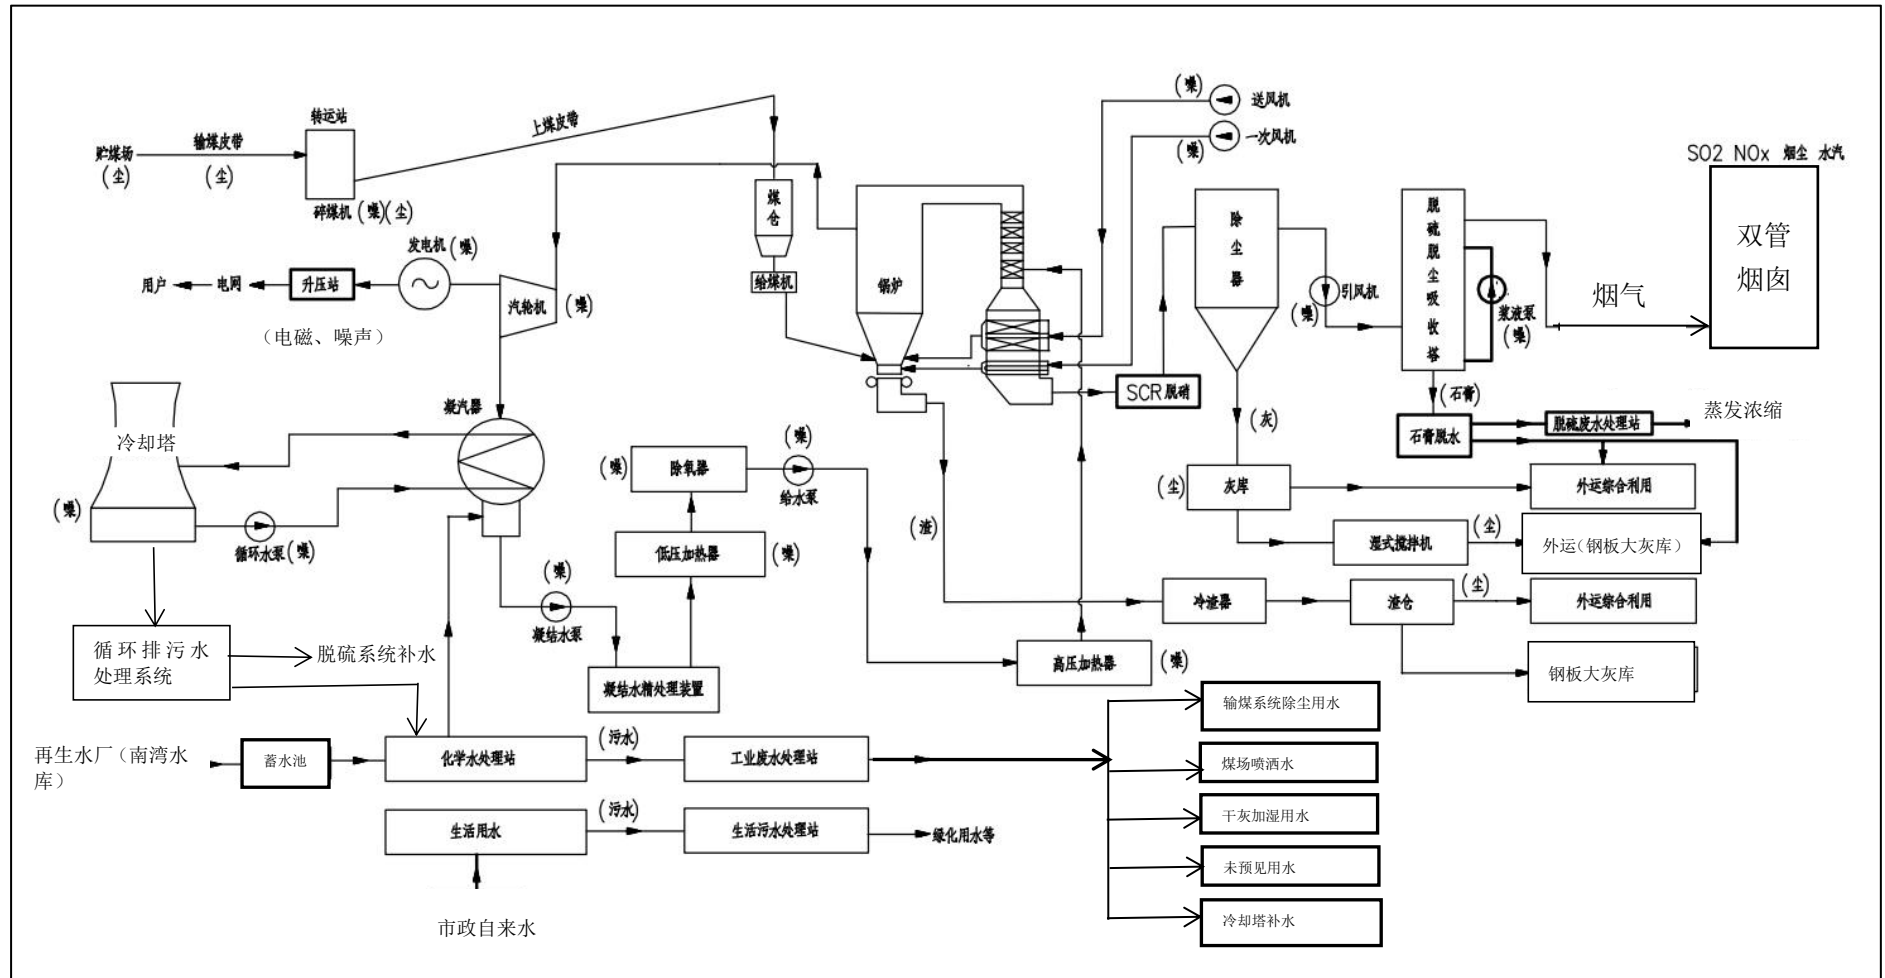 (噪)
送风机
(噪)
一次风机
转运站
上煤皮带
贮煤场
(尘)
输煤皮带
(尘)
碎煤机(噪)(尘)
煤仓
给煤机
锅炉
SO2 NOx 烟尘 水汽
双管
烟囱
烟气
除尘器
引风机
(噪)
脱硫脱尘吸收塔
浆液泵
(噪)
发电机(噪)
用户
电网
升压站
汽轮机
(噪)
(电磁、噪声)
SCR脱硝
(灰)
(石膏)
石膏脱水
脱硫废水处理站
蒸发浓缩
冷却塔
(噪)
凝汽器
循环水泵(噪)
(噪)
除氧器
(噪)
给水泵
低压加热器
(噪)
(噪)
凝结水泵
凝结水精处理装置
(渣)
(尘)
灰库
外运综合利用
湿式搅拌机
(尘)
外运(钢板大灰库)
冷渣器
渣仓
(尘)
外运综合利用
钢板大灰库
高压加热器
(噪)
循环排污水
处理系统
脱硫系统补水
再生水厂(南湾水
库)
蓄水池
化学水处理站
(污水)
工业废水处理站
输煤系统除尘用水
煤场喷洒水
干灰加湿用水
未预见用水
冷却塔补水
生活用水
(污水)
生活污水处理站
绿化用水等
市政自来水